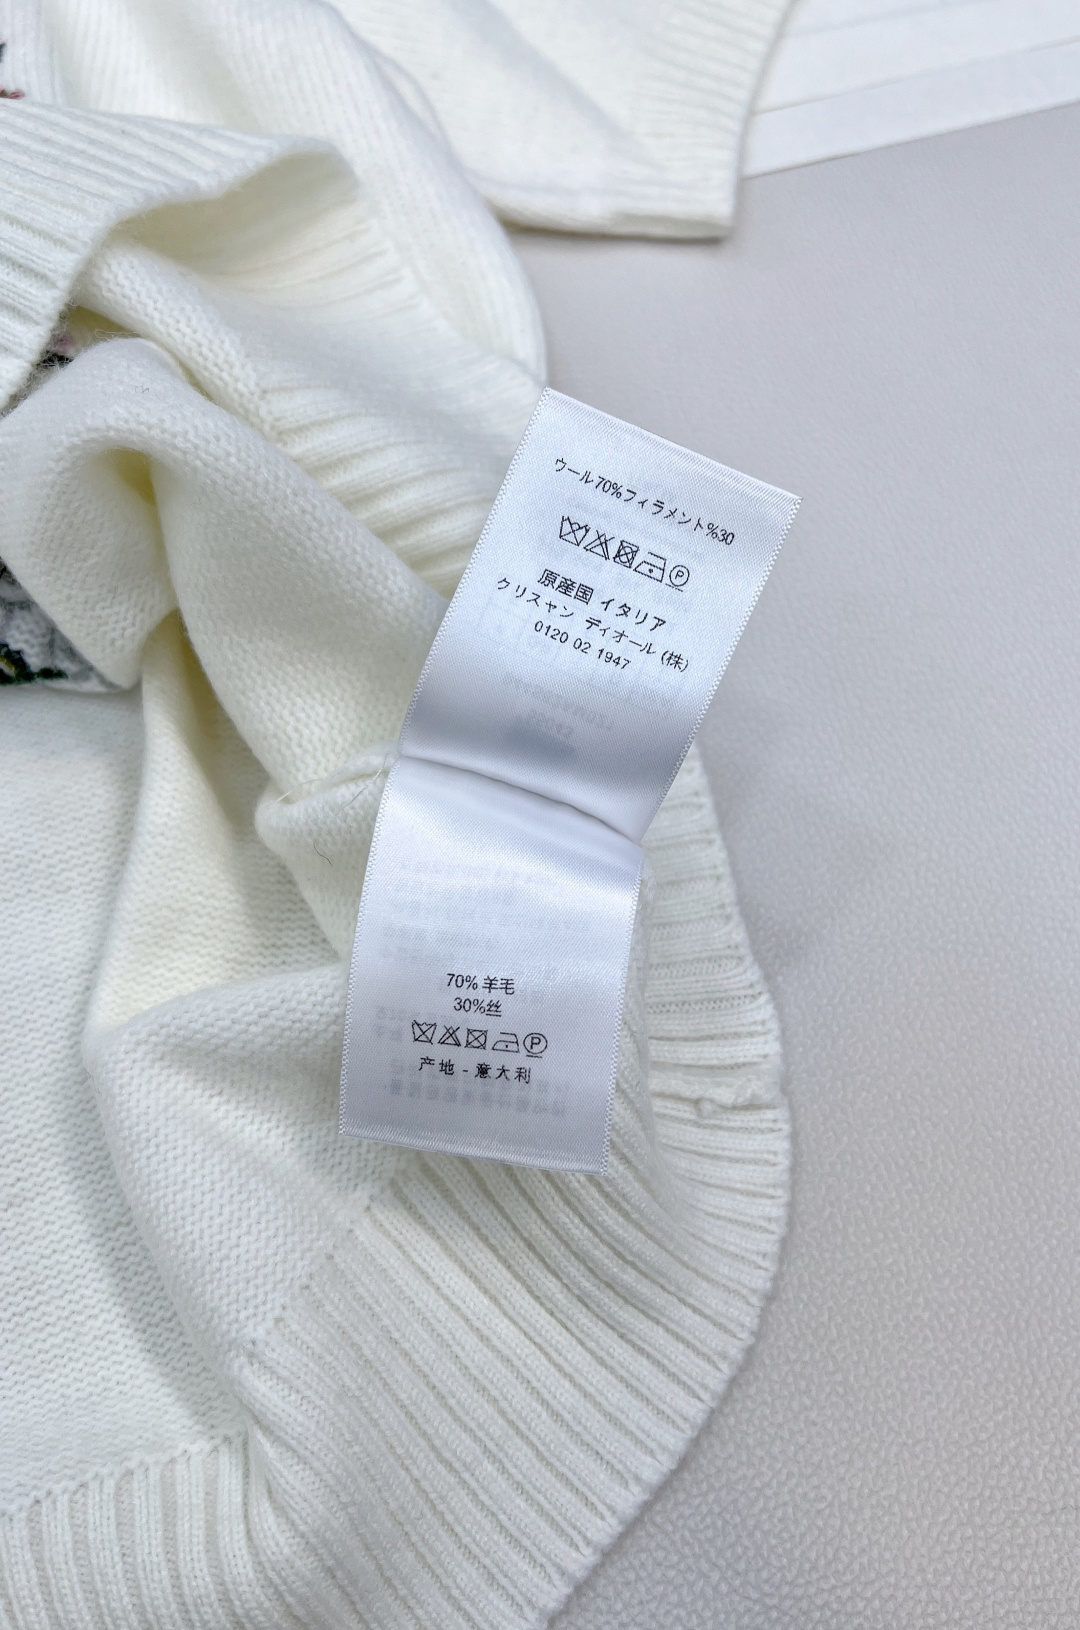 ウール70%フィラメント%30
P
原産国 イタリア
クリスャン ディオール (株)
0120 02 1947
70% 羊毛
30%丝
P
产地 - 意大利